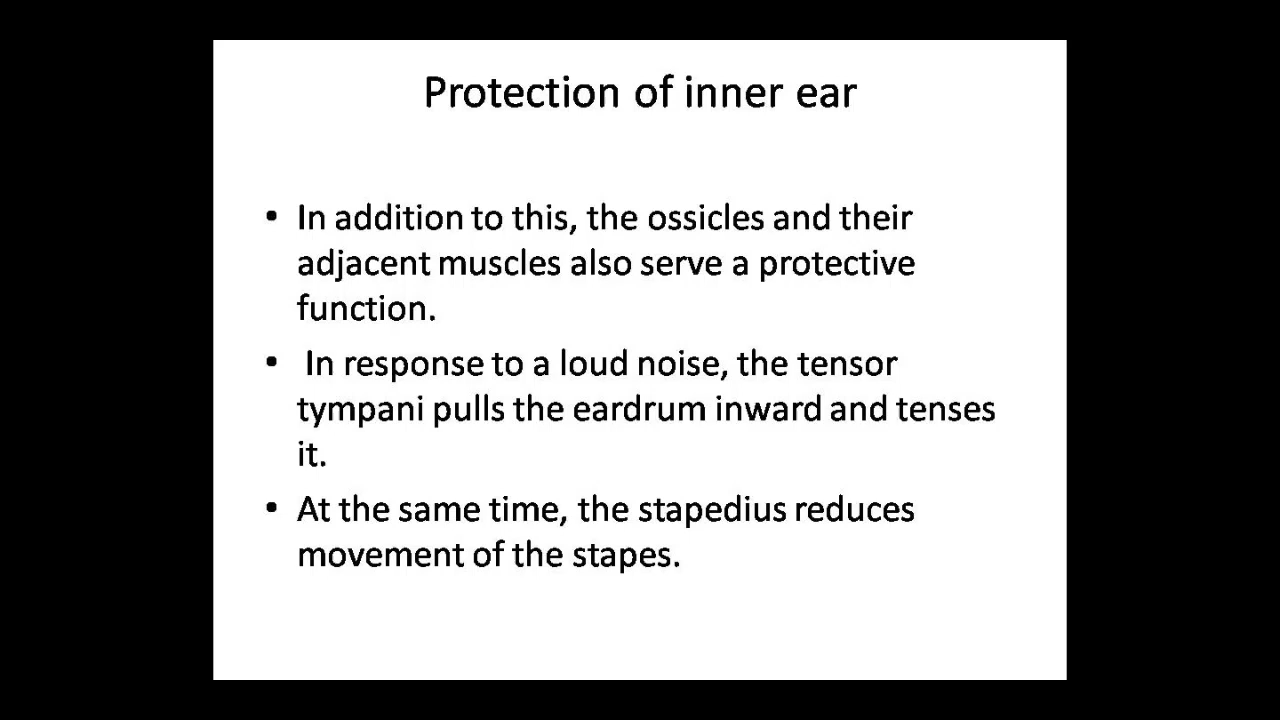 Protection of inner ear
• In addition to this, the ossicles and their
adjacent muscles also serve a protective
function.
• In response to a loud noise, the tensor
tympani pulls the eardrum inward and tenses
it.
• At the same time, the stapedius reduces
movement of the stapes.